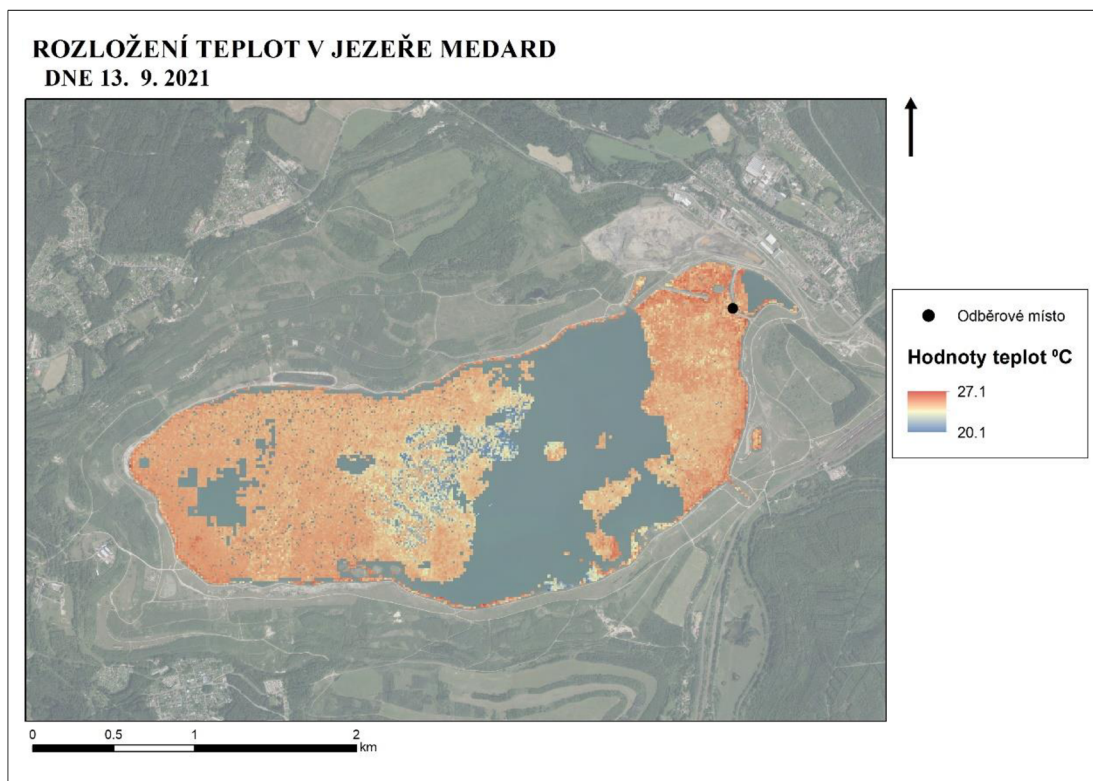 ROZLOŽENÍ TEPLOT V JEZEŘE MEDARD
DNE 13. 9. 2021
Odběrové místo
Hodnoty teplot ºC
27.1
20.1
0 0.5 1 2
km